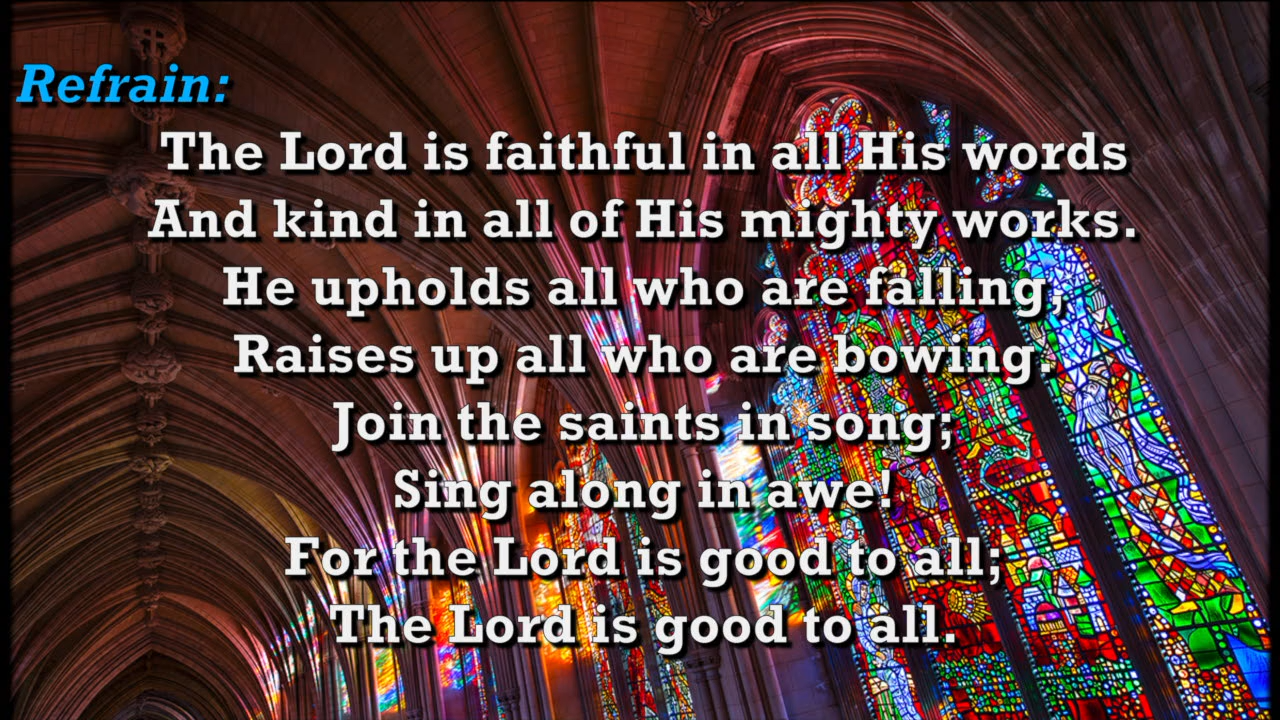 Refrain:
The Lord is faithful in all His words
And kind in all of His mighty works.
He upholds all who are falling,
Raises up all who are bowing.
Join the saints in song;
Sing along in awe!
For the Lord is good to all;
The Lord is good to all.